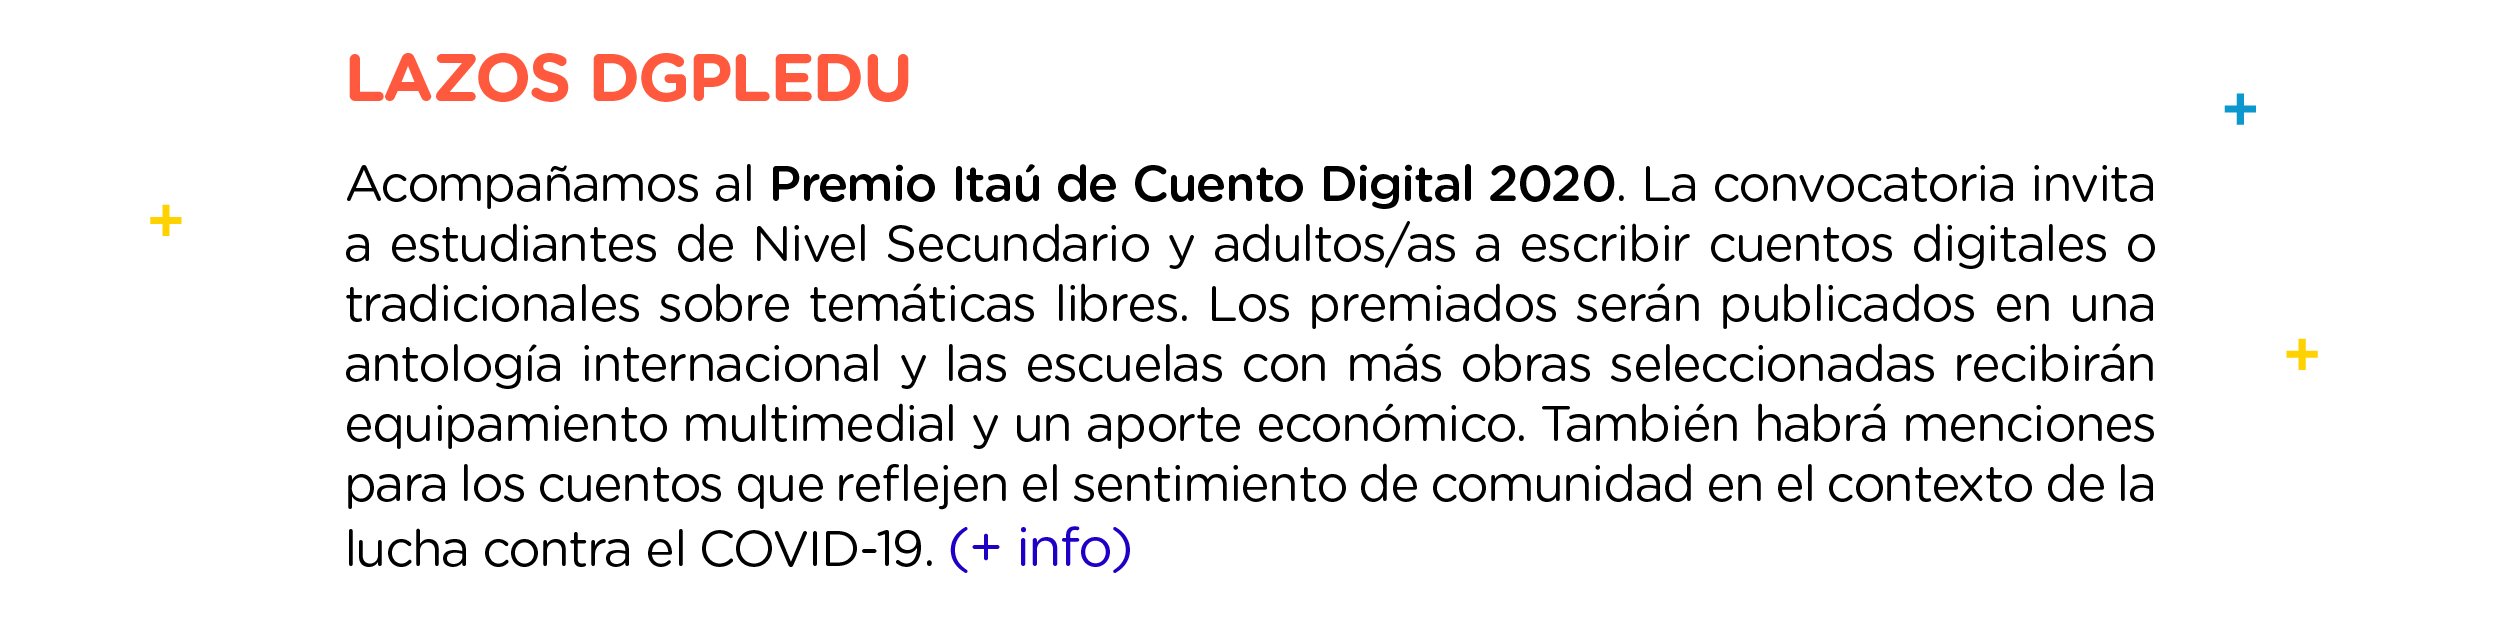 LAZOS DGPLEDU
Acompañamos al Premio Itaú de Cuento Digital 2020. La convocatoria invita
a estudiantes de Nivel Secundario y adultos/as a escribir cuentos digitales o
tradicionales sobre temáticas libres. Los premiados serán publicados en una
antología internacional y las escuelas con más obras seleccionadas recibirán
equipamiento multimedial y un aporte económico. También habrá menciones
para los cuentos que reflejen el sentimiento de comunidad en el contexto de la
lucha contra el COVID-19. (+ info)